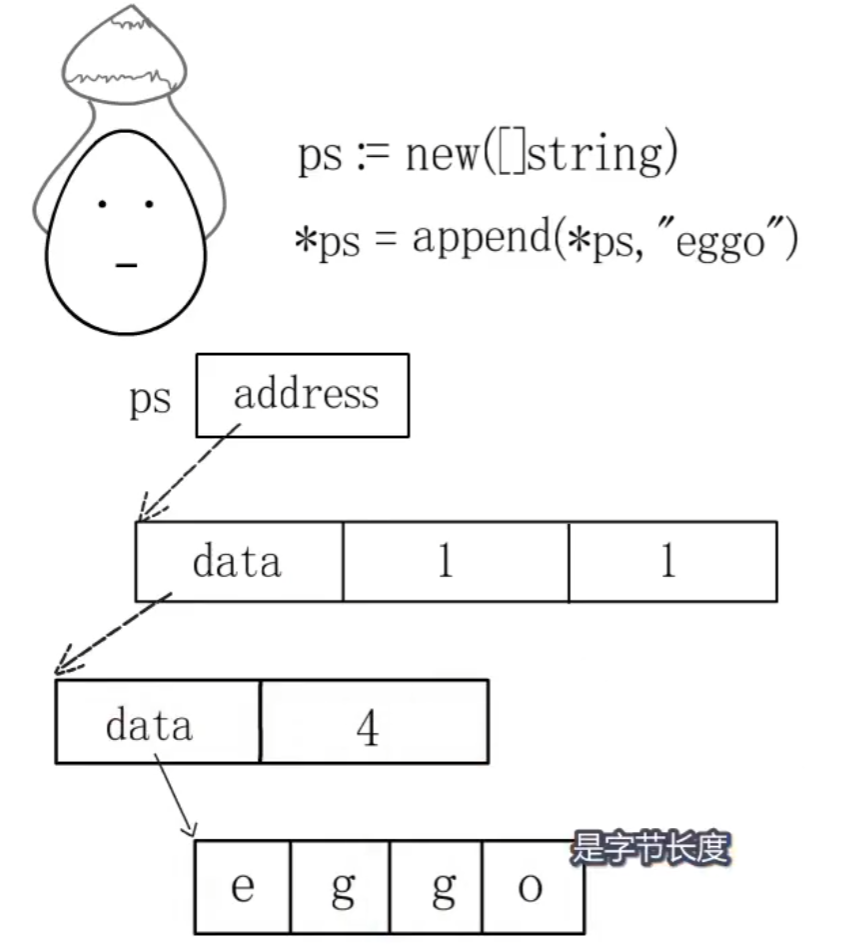 ps := new([]string)
*ps = append(*ps, "eggo")
ps address
data 1 1
data 4
e g g o
是字节长度